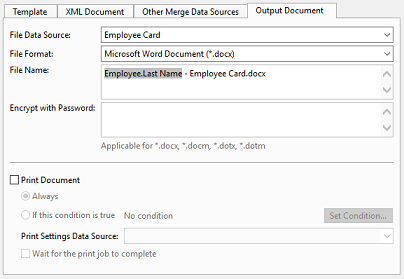 Template XML Document Other Merge Data Sources Output Document
File Data Source: Employee Card
File Format: Microsoft Word Document (*.docx)
File Name: Employee.Last Name - Employee Card.docx
Encrypt with Password:
Applicable for *.docx, *.docm, *.dotx, *.dotm
Print Document
Always
If this condition is true No condition Set Condition...
Print Settings Data Source:
Wait for the print job to complete